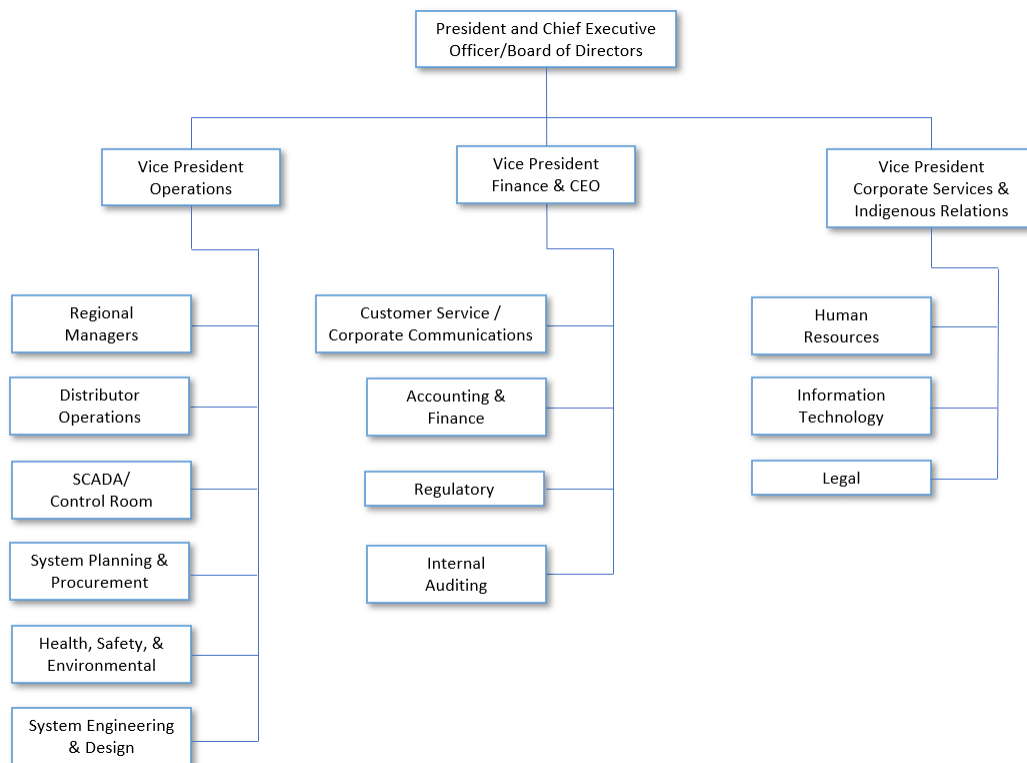 President and Chief Executive
Officer/Board of Directors
Vice President
Operations
Vice President
Finance & CEO
Vice President
Corporate Services &
Indigenous Relations
Regional
Managers
Distributor
Operations
SCADA/
Control Room
System Planning &
Procurement
Health, Safety, &
Environmental
System Engineering
& Design
Customer Service /
Corporate Communications
Accounting &
Finance
Regulatory
Internal
Auditing
Human
Resources
Information
Technology
Legal